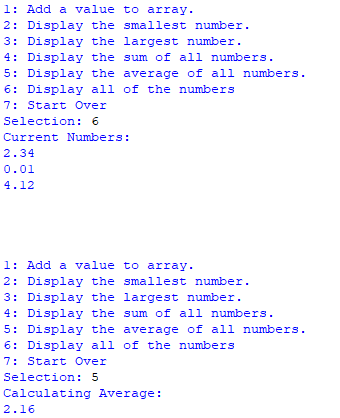 1: Add a value to array.
2: Display the smallest number.
3: Display the largest number.
4: Display the sum of all numbers.
5: Display the average of all numbers.
6: Display all of the numbers
7: Start Over
Selection: 6
Current Numbers:
2.34
0.01
4.12
1: Add a value to array.
2: Display the smallest number.
3: Display the largest number.
4: Display the sum of all numbers.
5: Display the average of all numbers.
6: Display all of the numbers
7: Start Over
Selection: 5
Calculating Average:
2.16